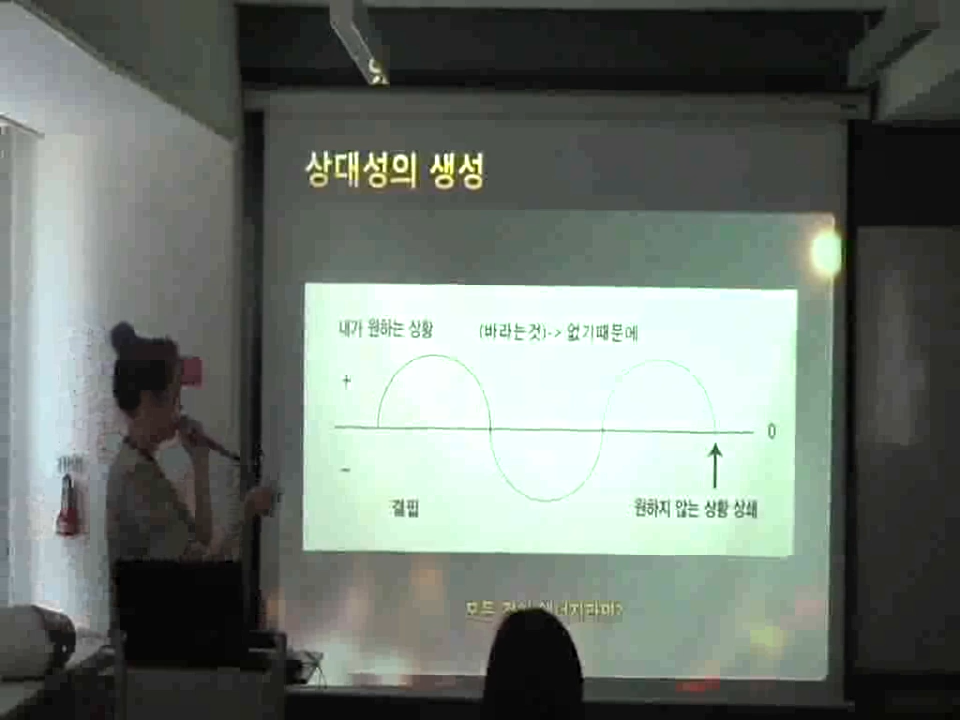 상대성의 생성
내가 원하는 상황 (바라는것)-> 없기때문에
+
0
-
결핍
원하지 않는 상황 상쇄
모든 것이 에너지라며?